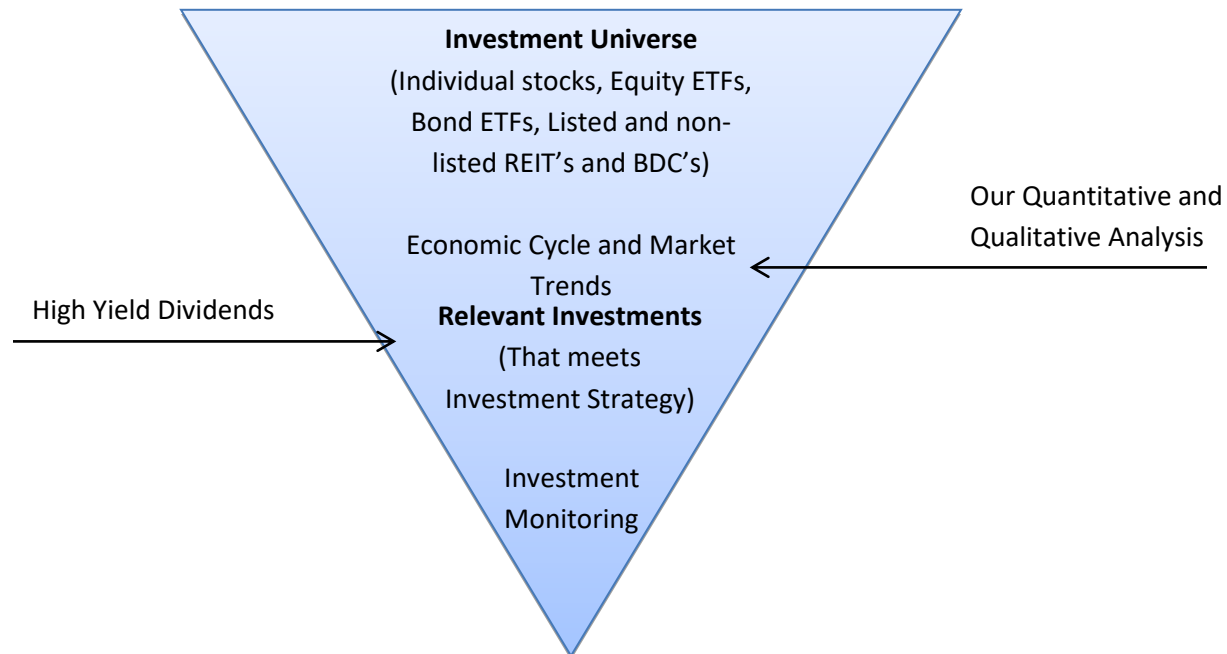 Investment Universe
(Individual stocks, Equity ETFs,
Bond ETFs, Listed and non-
listed REIT’s and BDC’s)
Our Quantitative and
Qualitative Analysis
Economic Cycle and Market
Trends
High Yield Dividends
Relevant Investments
(That meets
Investment Strategy)
Investment
Monitoring